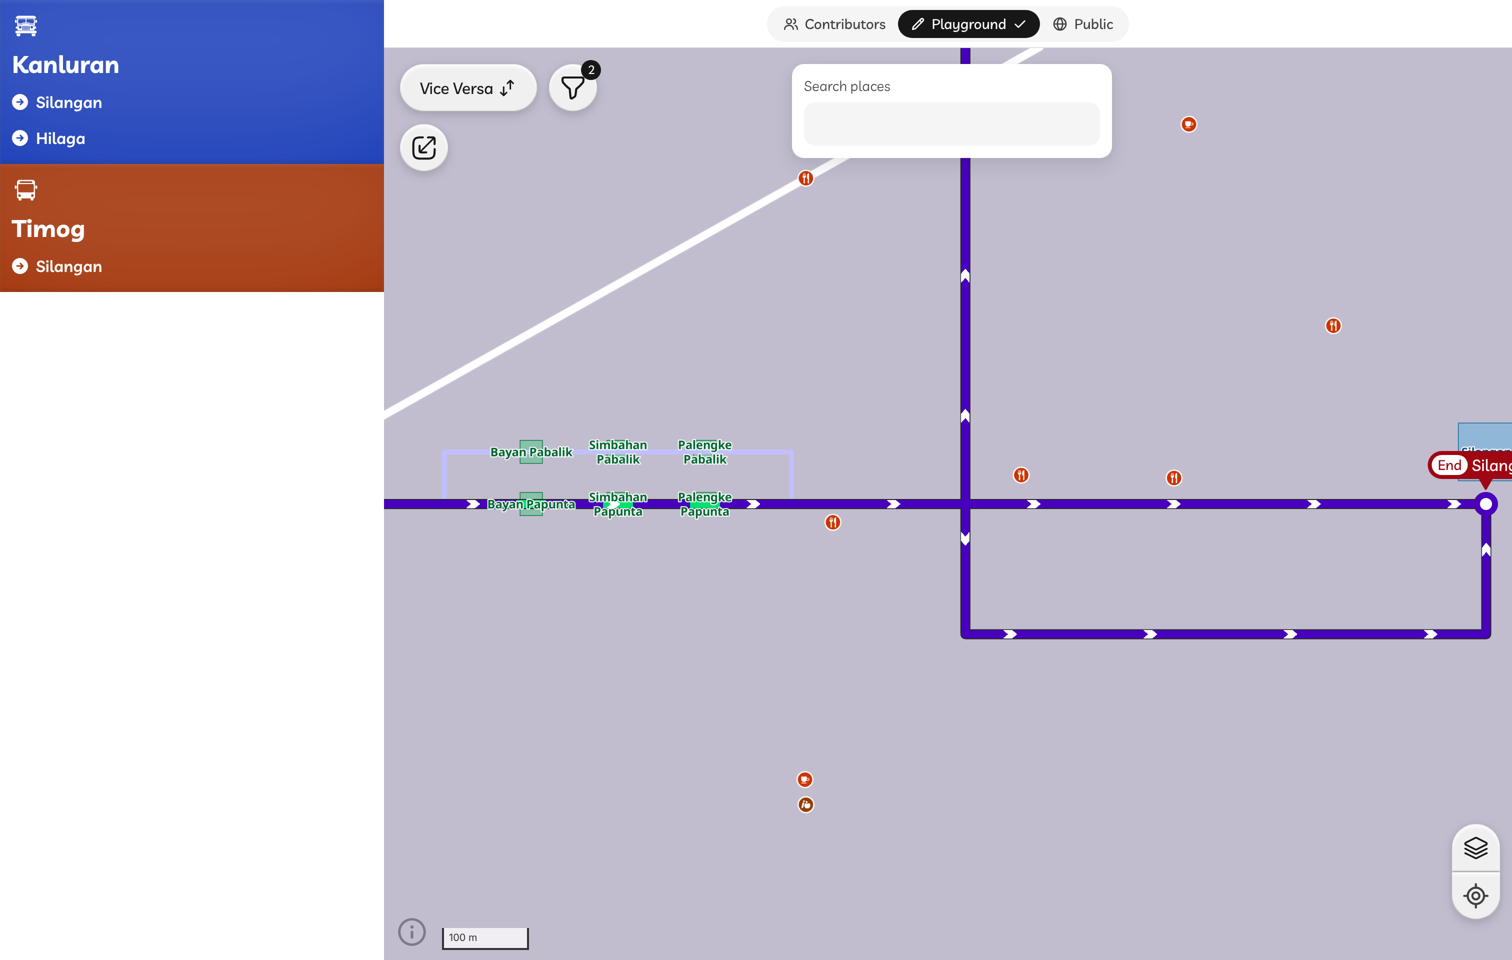 Contributors
Playground
Public
Kanluran
Silangan
Hilaga
Timog
Silangan
Vice Versa
2
Search places
Bayan Pabalik
Simbahan
Pabalik
Palengke
Pabalik
Bayan Papunta
Simbahan
Papunta
Palengke
Papunta
End
100 m